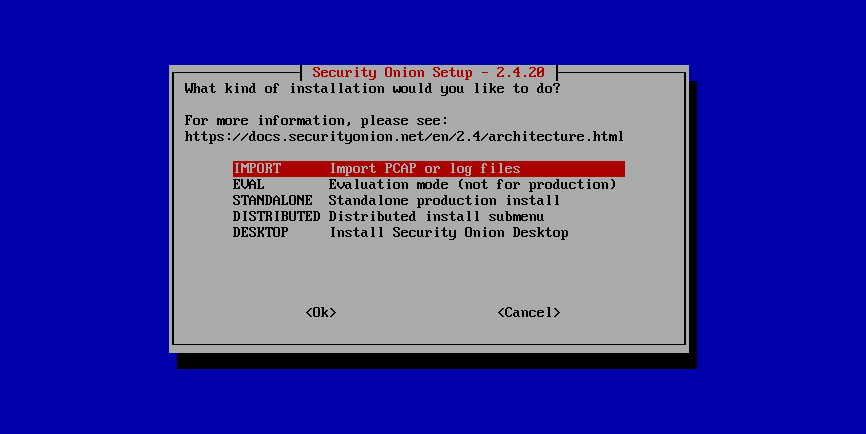 Security Onion Setup - 2.4.20
What kind of installation would you like to do?
For more information, please see:
https://docs.securityonion.net/en/2.4/architecture.html
IMPORT Import PCAP or log files
EVAL Evaluation mode (not for production)
STANDALONE Standalone production install
DISTRIBUTED Distributed install submenu
DESKTOP Install Security Onion Desktop
<Ok> <Cancel>